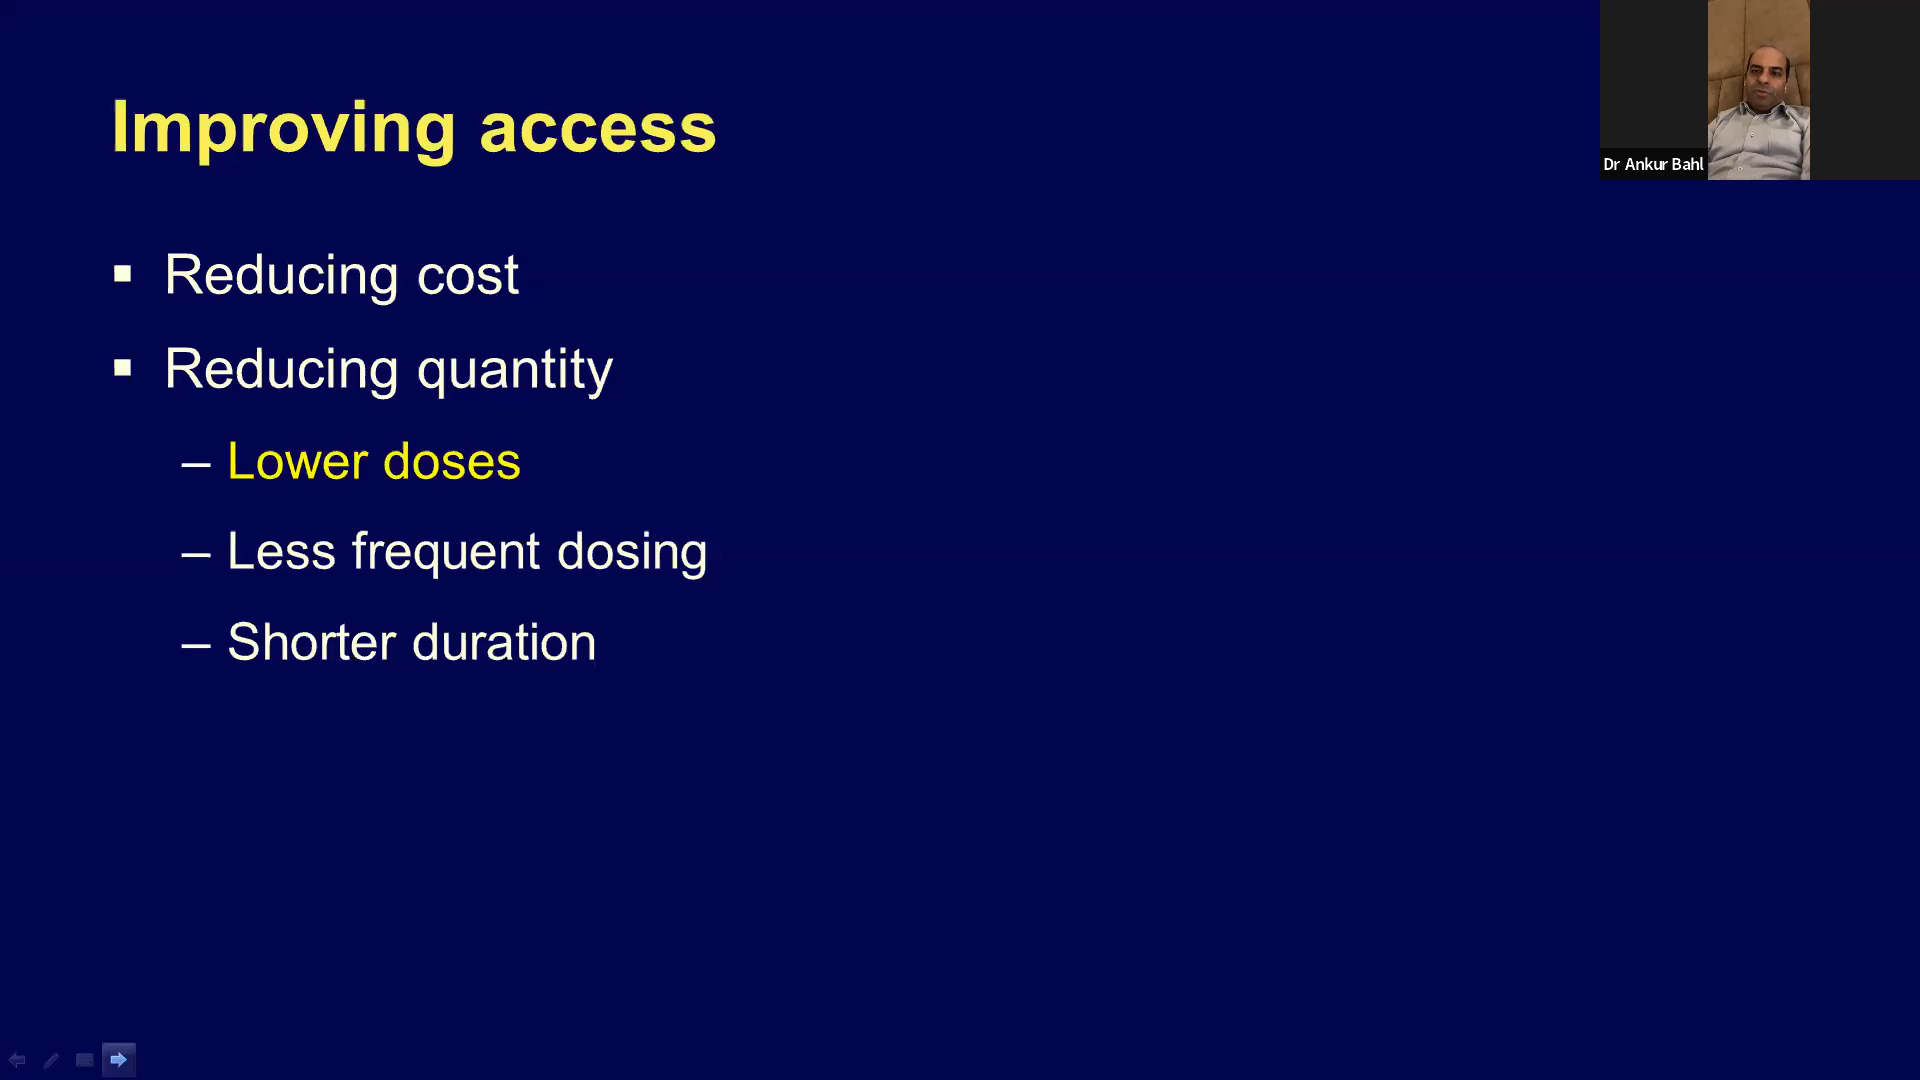 Improving access
Dr Ankur Bahl
▪ Reducing cost
▪ Reducing quantity
– Lower doses
– Less frequent dosing
– Shorter duration